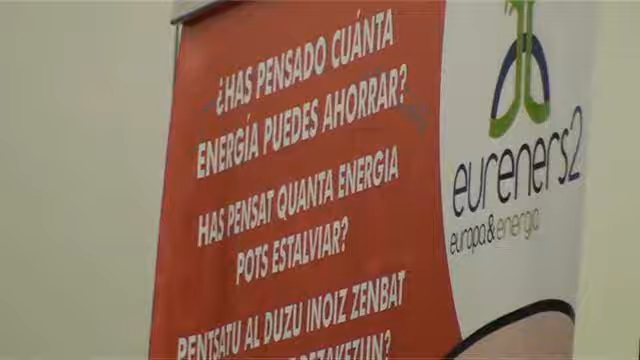 ¿HAS PENSADO CUÁNTA
ENERGÍA PUEDES AHORRAR?
HAS PENSAT QUANTA ENERGIA
POTS ESTALVIAR?
PENTSATU AL DUZU INOIZ ZENBAT
eureners2
europa&energia